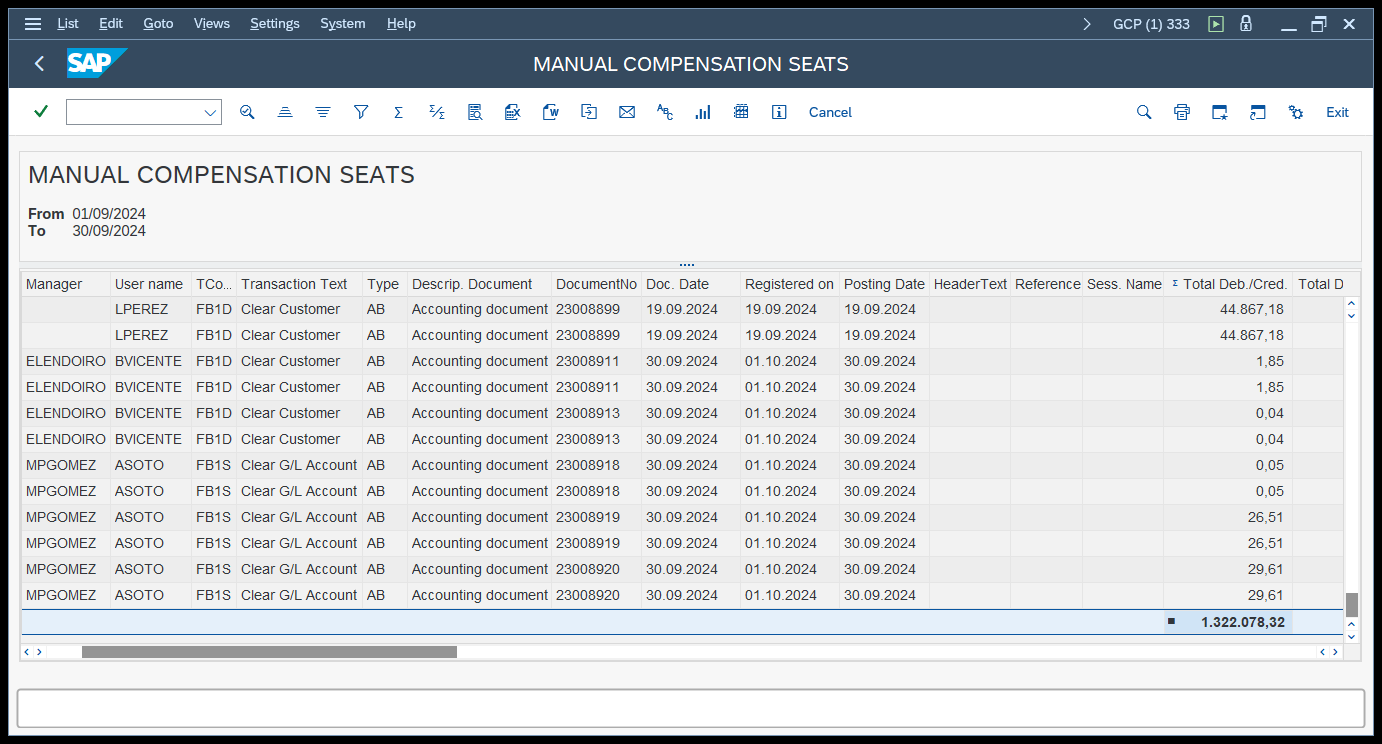 List Edit Goto Views Settings System Help GCP (1) 333
SAP MANUAL COMPENSATION SEATS
Cancel Exit
MANUAL COMPENSATION SEATS
From 01/09/2024
To 30/09/2024
Manager User name TCo... Transaction Text Type Descrip. Document DocumentNo Doc. Date Registered on Posting Date HeaderText Reference Sess. Name Σ Total Deb./Cred. Total D
LPEREZ FB1D Clear Customer AB Accounting document 23008899 19.09.2024 19.09.2024 19.09.2024 44.867,18
LPEREZ FB1D Clear Customer AB Accounting document 23008899 19.09.2024 19.09.2024 19.09.2024 44.867,18
ELENDOIRO BVICENTE FB1D Clear Customer AB Accounting document 23008911 30.09.2024 01.10.2024 30.09.2024 1,85
ELENDOIRO BVICENTE FB1D Clear Customer AB Accounting document 23008911 30.09.2024 01.10.2024 30.09.2024 1,85
ELENDOIRO BVICENTE FB1D Clear Customer AB Accounting document 23008913 30.09.2024 01.10.2024 30.09.2024 0,04
ELENDOIRO BVICENTE FB1D Clear Customer AB Accounting document 23008913 30.09.2024 01.10.2024 30.09.2024 0,04
MPGOMEZ ASOTO FB1S Clear G/L Account AB Accounting document 23008918 30.09.2024 01.10.2024 30.09.2024 0,05
MPGOMEZ ASOTO FB1S Clear G/L Account AB Accounting document 23008918 30.09.2024 01.10.2024 30.09.2024 0,05
MPGOMEZ ASOTO FB1S Clear G/L Account AB Accounting document 23008919 30.09.2024 01.10.2024 30.09.2024 26,51
MPGOMEZ ASOTO FB1S Clear G/L Account AB Accounting document 23008919 30.09.2024 01.10.2024 30.09.2024 26,51
MPGOMEZ ASOTO FB1S Clear G/L Account AB Accounting document 23008920 30.09.2024 01.10.2024 30.09.2024 29,61
MPGOMEZ ASOTO FB1S Clear G/L Account AB Accounting document 23008920 30.09.2024 01.10.2024 30.09.2024 29,61
1.322.078,32